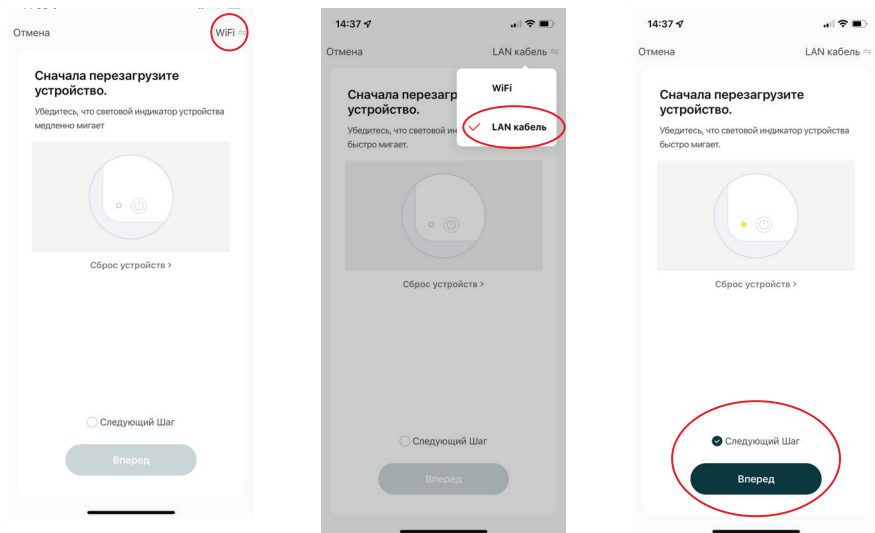 Отмена
WiFi
Сначала перезагрузите
устройство.
Убедитесь, что световой индикатор устройства
медленно мигает
Сброс устройств >
Следующий Шаг
Вперед
14:37
Отмена
LAN кабель
WiFi
LAN кабель
Сначала перезагр
устройство.
Убедитесь, что световой ин
быстро мигает.
Сброс устройств >
Следующий Шаг
Вперед
14:37
Отмена
LAN кабель
Сначала перезагрузите
устройство.
Убедитесь, что световой индикатор устройства
быстро мигает.
Сброс устройств >
Следующий Шаг
Вперед